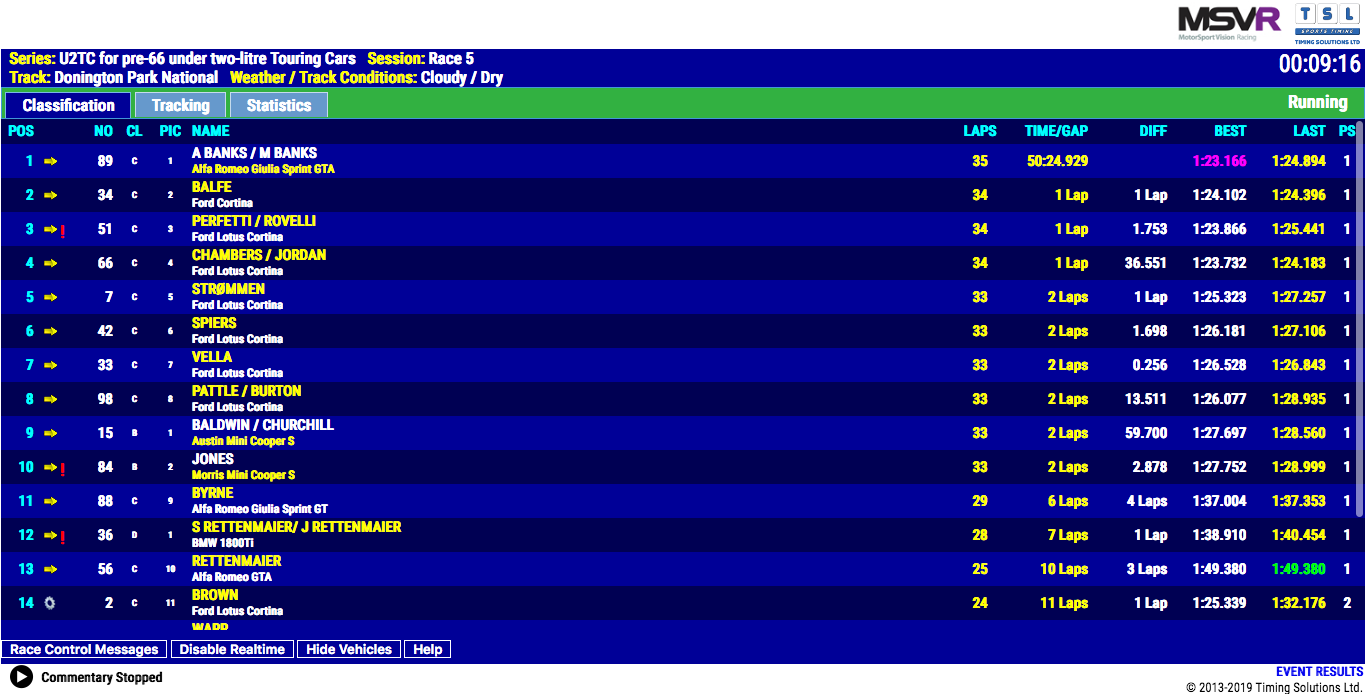 MSVR
MotorSport Vision Racing
TSL
SPORTS TIMING
TIMING SOLUTIONS LTD
Series: U2TC for pre-66 under two-litre Touring Cars Session: Race 5
Track: Donington Park National Weather / Track Conditions: Cloudy / Dry
00:09:16
Classification Tracking Statistics Running
POS NO CL PIC NAME LAPS TIME/GAP DIFF BEST LAST PS
1 89 C 1 A BANKS / M BANKS 35 50:24.929 1:23.166 1:24.894 1
Alfa Romeo Giulia Sprint GTA
2 34 C 2 BALFE 34 1 Lap 1 Lap 1:24.102 1:24.396 1
Ford Cortina
3 ! 51 C 3 PERFETTI / ROVELLI 34 1 Lap 1.753 1:23.866 1:25.441 1
Ford Lotus Cortina
4 66 C 4 CHAMBERS / JORDAN 34 1 Lap 36.551 1:23.732 1:24.183 1
Ford Lotus Cortina
5 7 C 5 STRØMMEN 33 2 Laps 1 Lap 1:25.323 1:27.257 1
Ford Lotus Cortina
6 42 C 6 SPIERS 33 2 Laps 1.698 1:26.181 1:27.106 1
Ford Lotus Cortina
7 33 C 7 VELLA 33 2 Laps 0.256 1:26.528 1:26.843 1
Ford Lotus Cortina
8 98 C 8 PATTLE / BURTON 33 2 Laps 13.511 1:26.077 1:28.935 1
Ford Lotus Cortina
9 15 B 1 BALDWIN / CHURCHILL 33 2 Laps 59.700 1:27.697 1:28.560 1
Austin Mini Cooper S
10 ! 84 B 2 JONES 33 2 Laps 2.878 1:27.752 1:28.999 1
Morris Mini Cooper S
11 88 C 9 BYRNE 29 6 Laps 4 Laps 1:37.004 1:37.353 1
Alfa Romeo Giulia Sprint GT
12 ! 36 D 1 S RETTENMAIER/ J RETTENMAIER 28 7 Laps 1 Lap 1:38.910 1:40.454 1
BMW 1800Ti
13 56 C 10 RETTENMAIER 25 10 Laps 3 Laps 1:49.380 1:49.380 1
Alfa Romeo GTA
14 2 C 11 BROWN 24 11 Laps 1 Lap 1:25.339 1:32.176 2
Ford Lotus Cortina
Race Control Messages Disable Realtime Hide Vehicles Help
Commentary Stopped
EVENT RESULTS
© 2013-2019 Timing Solutions Ltd.